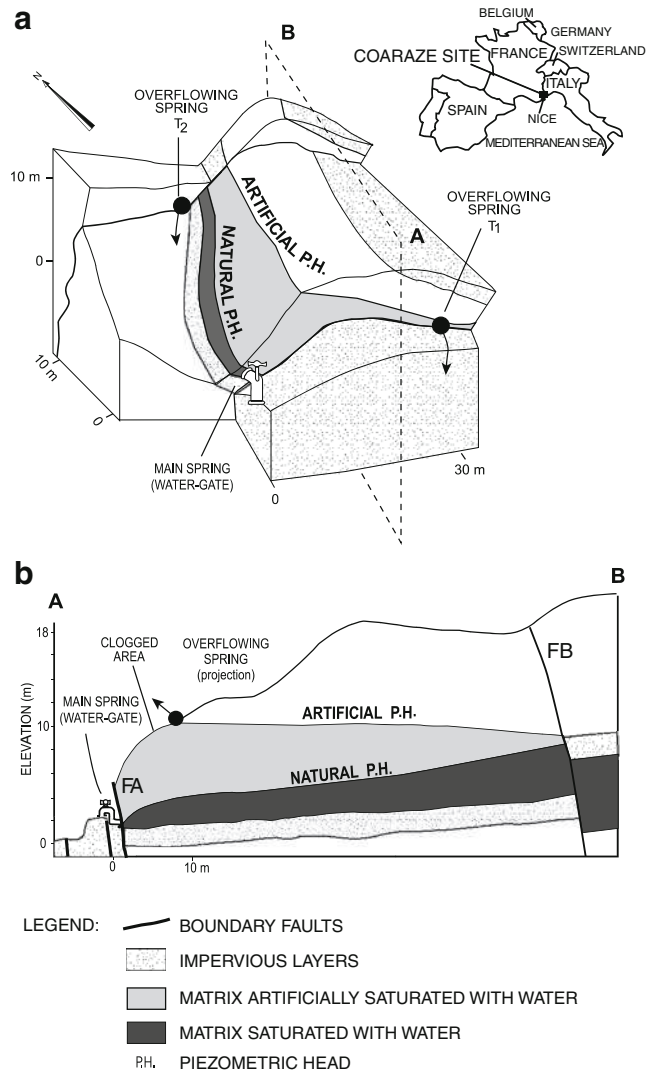 a
B
BELGIUM
GERMANY
FRANCE
SWITZERLAND
COARAZE SITE
ITALY
SPAIN
NICE
MEDITERRANEAN SEA
N
OVERFLOWING
SPRING
T2
10 m
0
ARTIFICIAL P.H.
NATURAL P.H.
OVERFLOWING
SPRING
T1
A
10 m
0
MAIN SPRING
(WATER-GATE)
0
30 m
b
A
B
18
10
2
0
ELEVATION (m)
CLOGGED
AREA
OVERFLOWING
SPRING
(projection)
MAIN SPRING
(WATER-GATE)
FB
FA
ARTIFICIAL P.H.
NATURAL P.H.
0
10 m
LEGEND:
BOUNDARY FAULTS
IMPERVIOUS LAYERS
MATRIX ARTIFICIALLY SATURATED WITH WATER
MATRIX SATURATED WITH WATER
P.H. PIEZOMETRIC HEAD